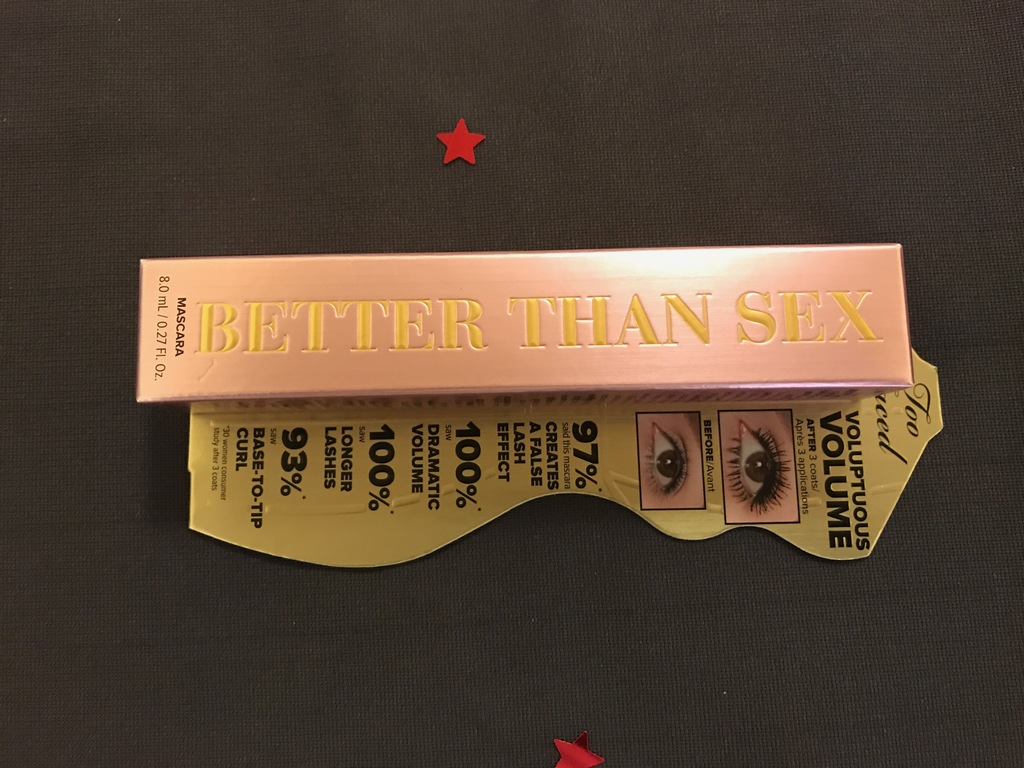 BETTER THAN SEX
MASCARA
8.0 mL / 0.27 Fl. Oz.
Too
Faced
VOLUPTUOUS
VOLUME
AFTER 3 coats/
Après 3 applications
BEFORE/Avant
97%*
said this mascara
CREATES
A FALSE
LASH
EFFECT
100%*
saw
DRAMATIC
VOLUME
100%*
saw
LONGER
LASHES
93%*
saw
BASE-TO-TIP
CURL
*30 women consumer
study after 3 coats